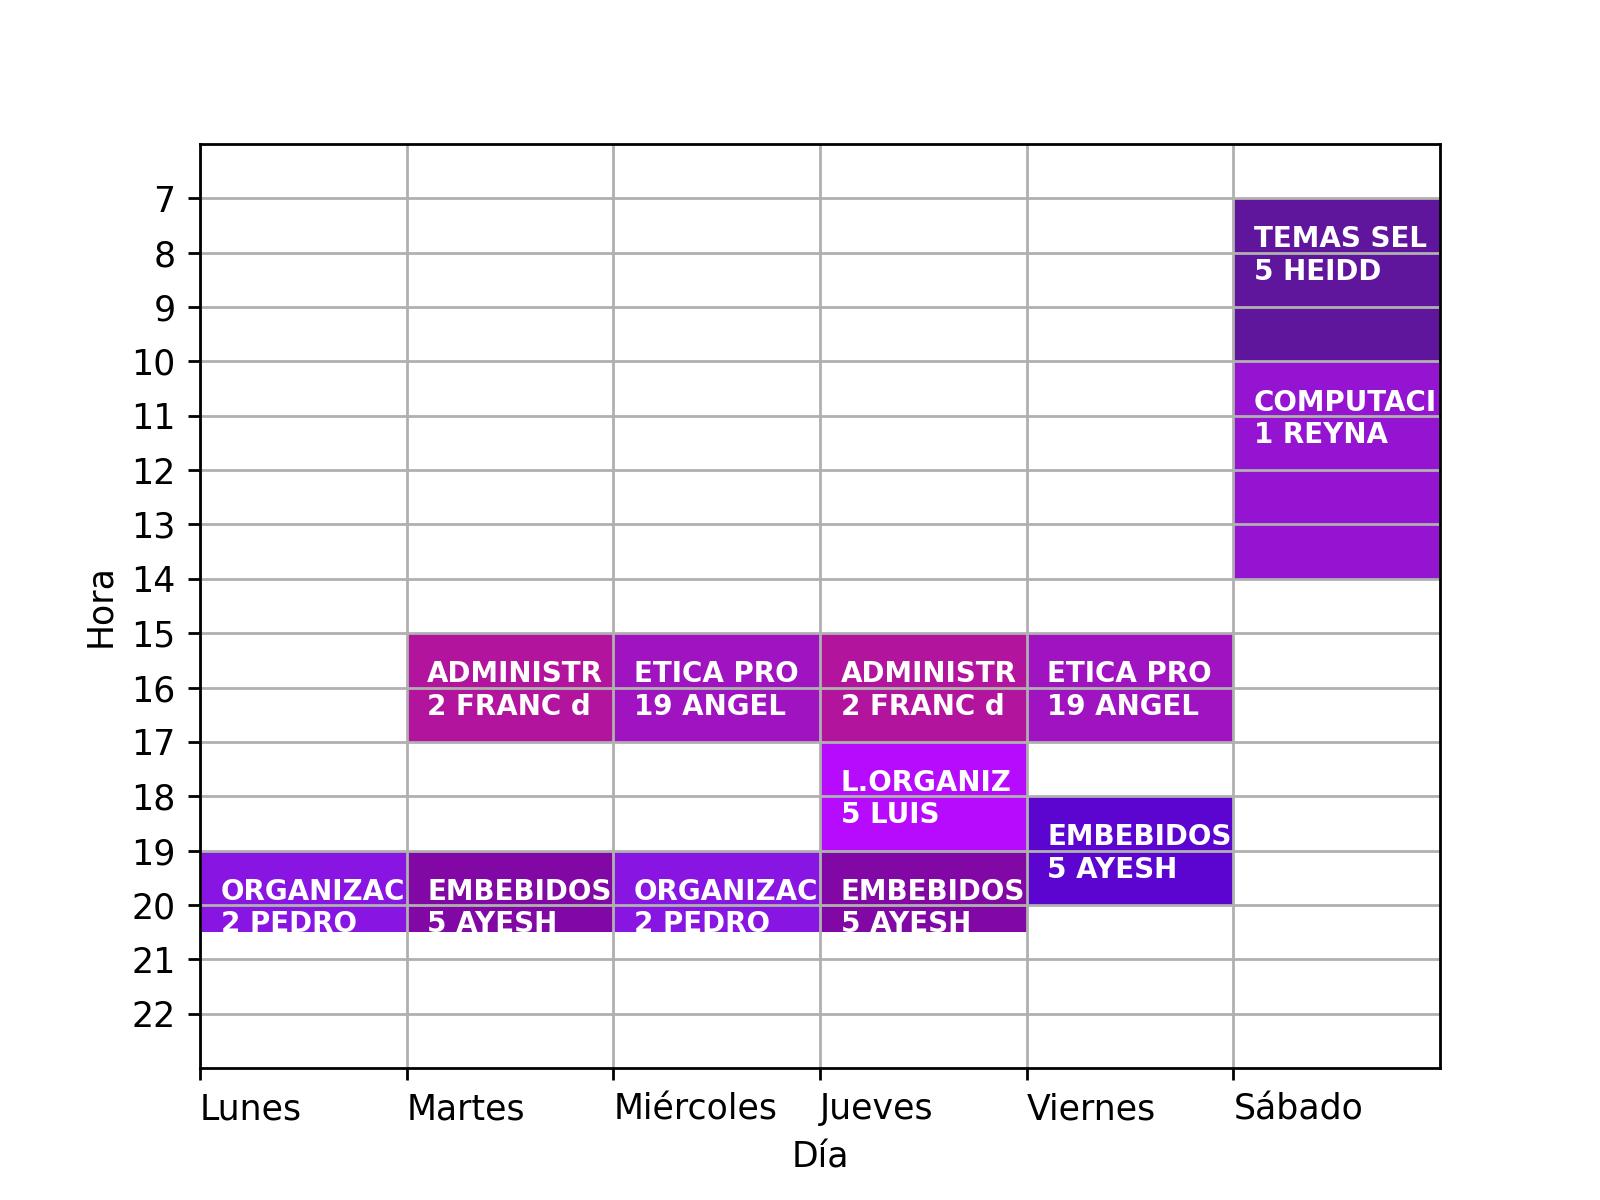 7
8
9
10
11
12
13
14
15
16
17
18
19
20
21
22
Hora
TEMAS SEL
5 HEIDD
COMPUTACI
1 REYNA
ADMINISTR
2 FRANC d
ETICA PRO
19 ANGEL
ADMINISTR
2 FRANC d
ETICA PRO
19 ANGEL
L.ORGANIZ
5 LUIS
EMBEBIDOS
5 AYESH
ORGANIZAC
2 PEDRO
EMBEBIDOS
5 AYESH
ORGANIZAC
2 PEDRO
EMBEBIDOS
5 AYESH
Lunes Martes Miércoles Jueves Viernes Sábado
Día